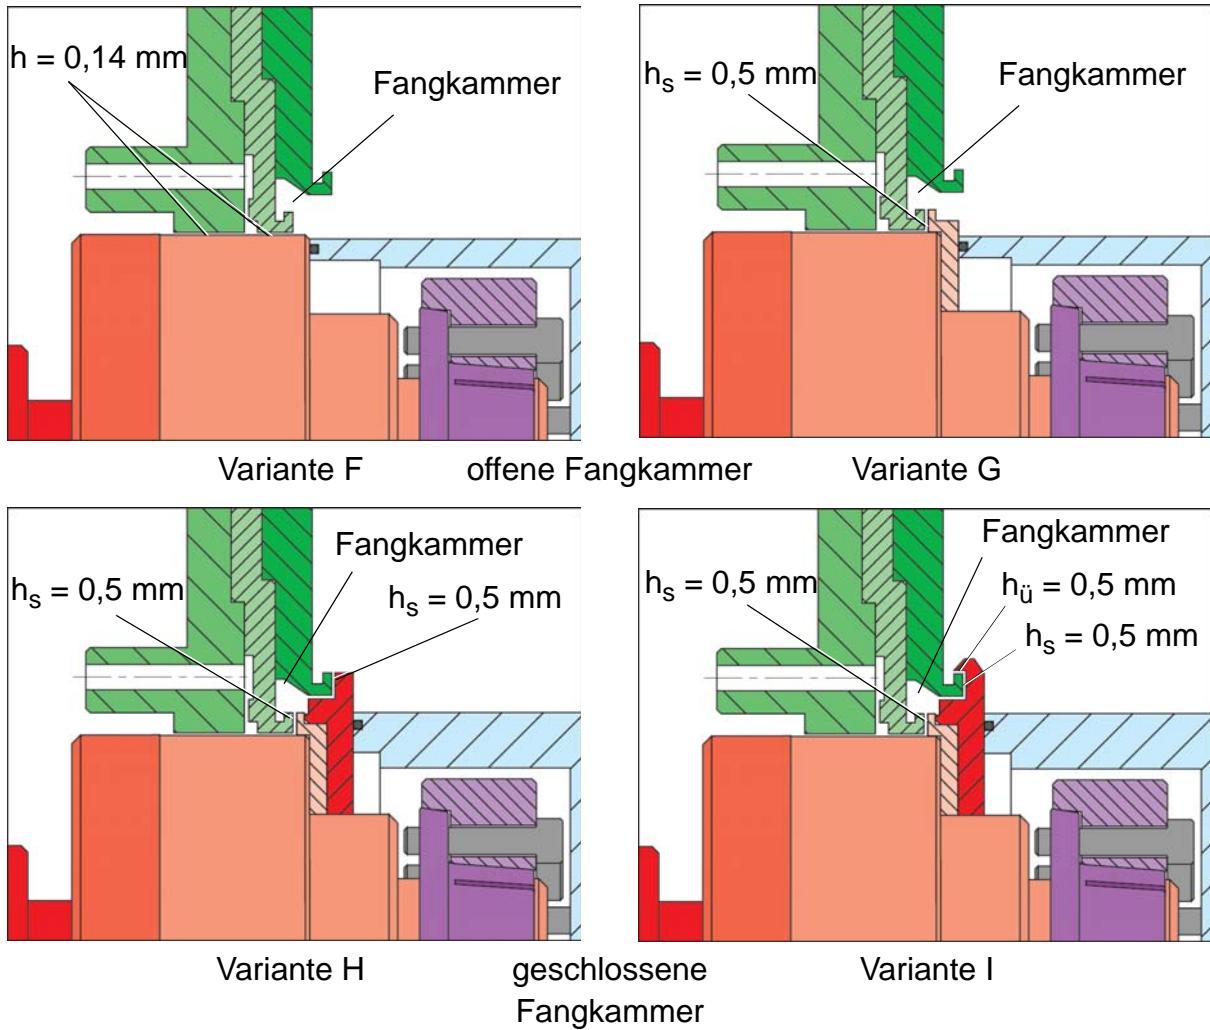 h = 0,14 mm
Fangkammer
hs = 0,5 mm
Fangkammer
Variante F
offene Fangkammer
Variante G
Fangkammer
hs = 0,5 mm
hs = 0,5 mm
Fangkammer
hs = 0,5 mm
hü = 0,5 mm
hs = 0,5 mm
Variante H
geschlossene
Fangkammer
Variante I